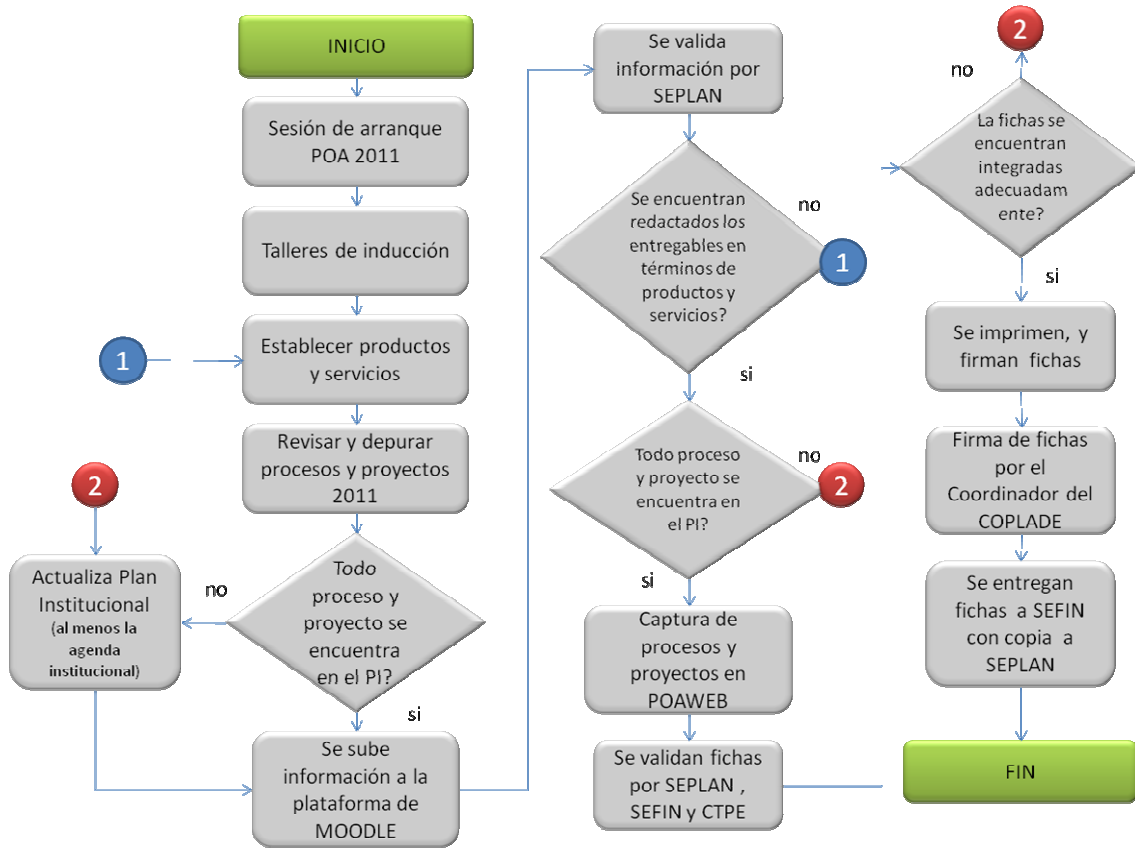 INICIO
Sesión de arranque
POA 2011
Talleres de inducción
1
Establecer productos
y servicios
Revisar y depurar
procesos y proyectos
2011
2
Actualiza Plan
Institucional
(al menos la
agenda
institucional)
no
Todo
proceso y
proyecto se
encuentra
en el PI?
si
Se sube
información a la
plataforma de
MOODLE
Se valida
información por
SEPLAN
Se encuentran
redactados los
entregables en
términos de
productos y
servicios?
no
1
si
Todo proceso
y proyecto se
encuentra en
el PI?
no
2
si
Captura de
procesos y
proyectos en
POAWEB
Se validan fichas
por SEPLAN ,
SEFIN y CTPE
2
no
La fichas se
encuentran
integradas
adecuadam
ente?
si
Se imprimen, y
firman fichas
Firma de fichas
por el
Coordinador del
COPLADE
Se entregan
fichas a SEFIN
con copia a
SEPLAN
FIN